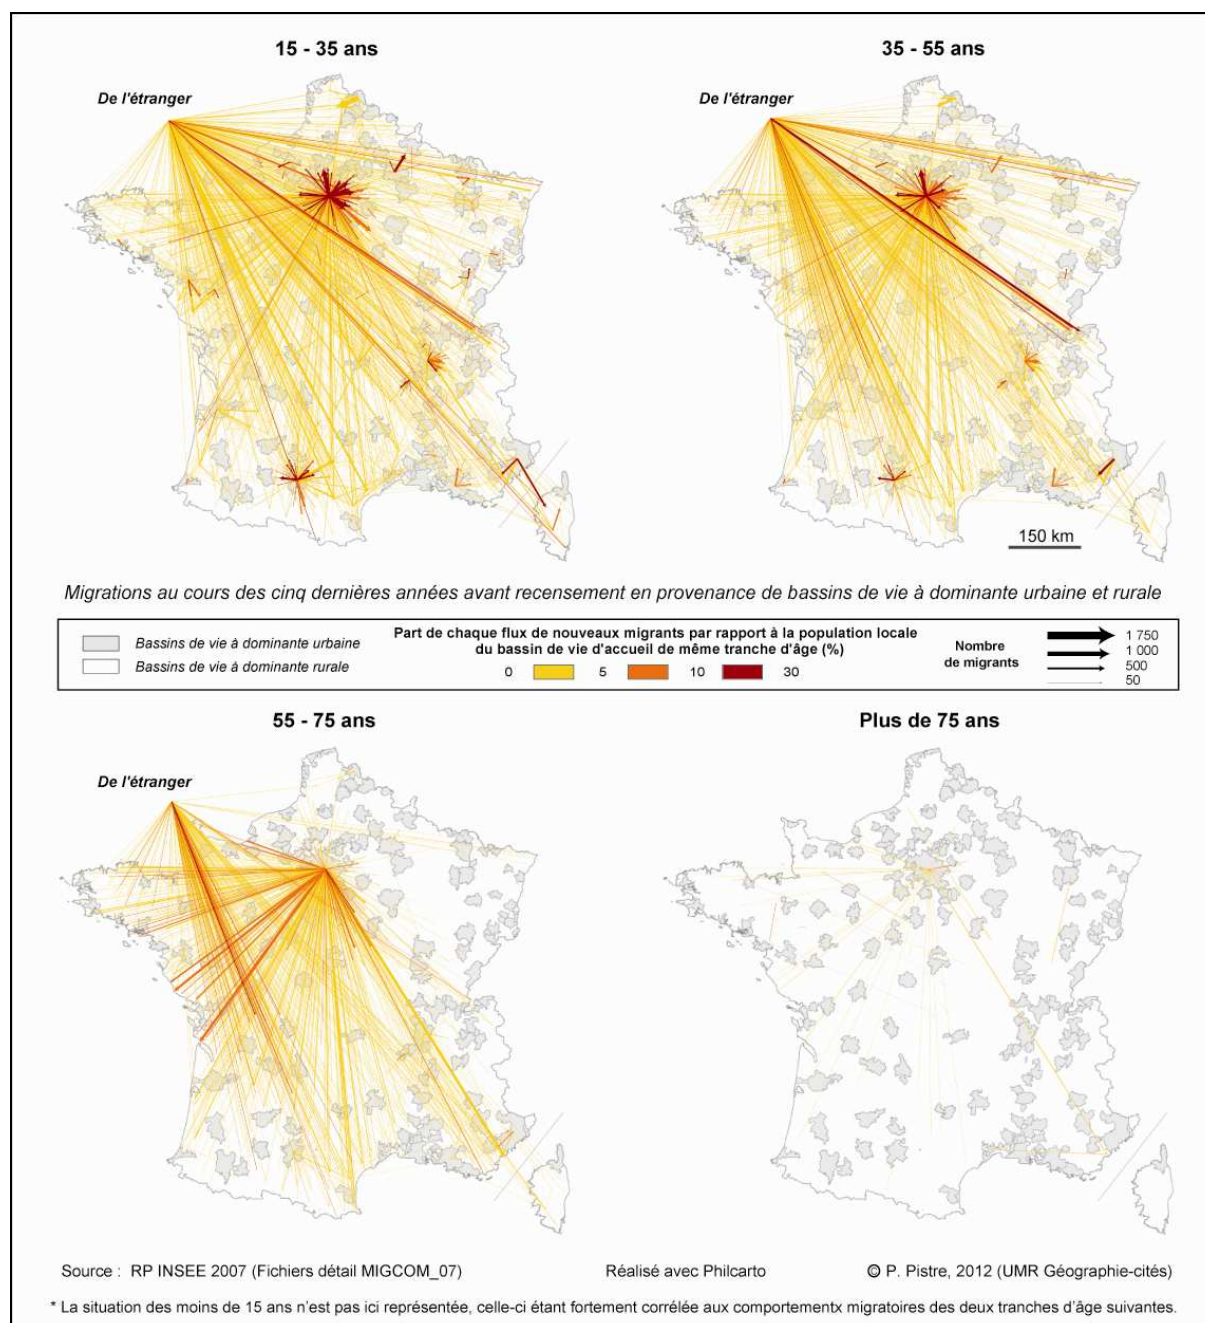 15 - 35 ans
35 - 55 ans
De l'étranger
De l'étranger
150 km
Migrations au cours des cinq dernières années avant recensement en provenance de bassins de vie à dominante urbaine et rurale
Bassins de vie à dominante urbaine
Bassins de vie à dominante rurale
Part de chaque flux de nouveaux migrants par rapport à la population locale
du bassin de vie d'accueil de même tranche d'âge (%)
0 5 10 30
Nombre
de migrants
1 750
1 000
500
50
55 - 75 ans
Plus de 75 ans
De l'étranger
Source : RP INSEE 2007 (Fichiers détail MIGCOM_07)
Réalisé avec Philcarto
© P. Pistre, 2012 (UMR Géographie-cités)
* La situation des moins de 15 ans n'est pas ici représentée, celle-ci étant fortement corrélée aux comportementx migratoires des deux tranches d'âge suivantes.